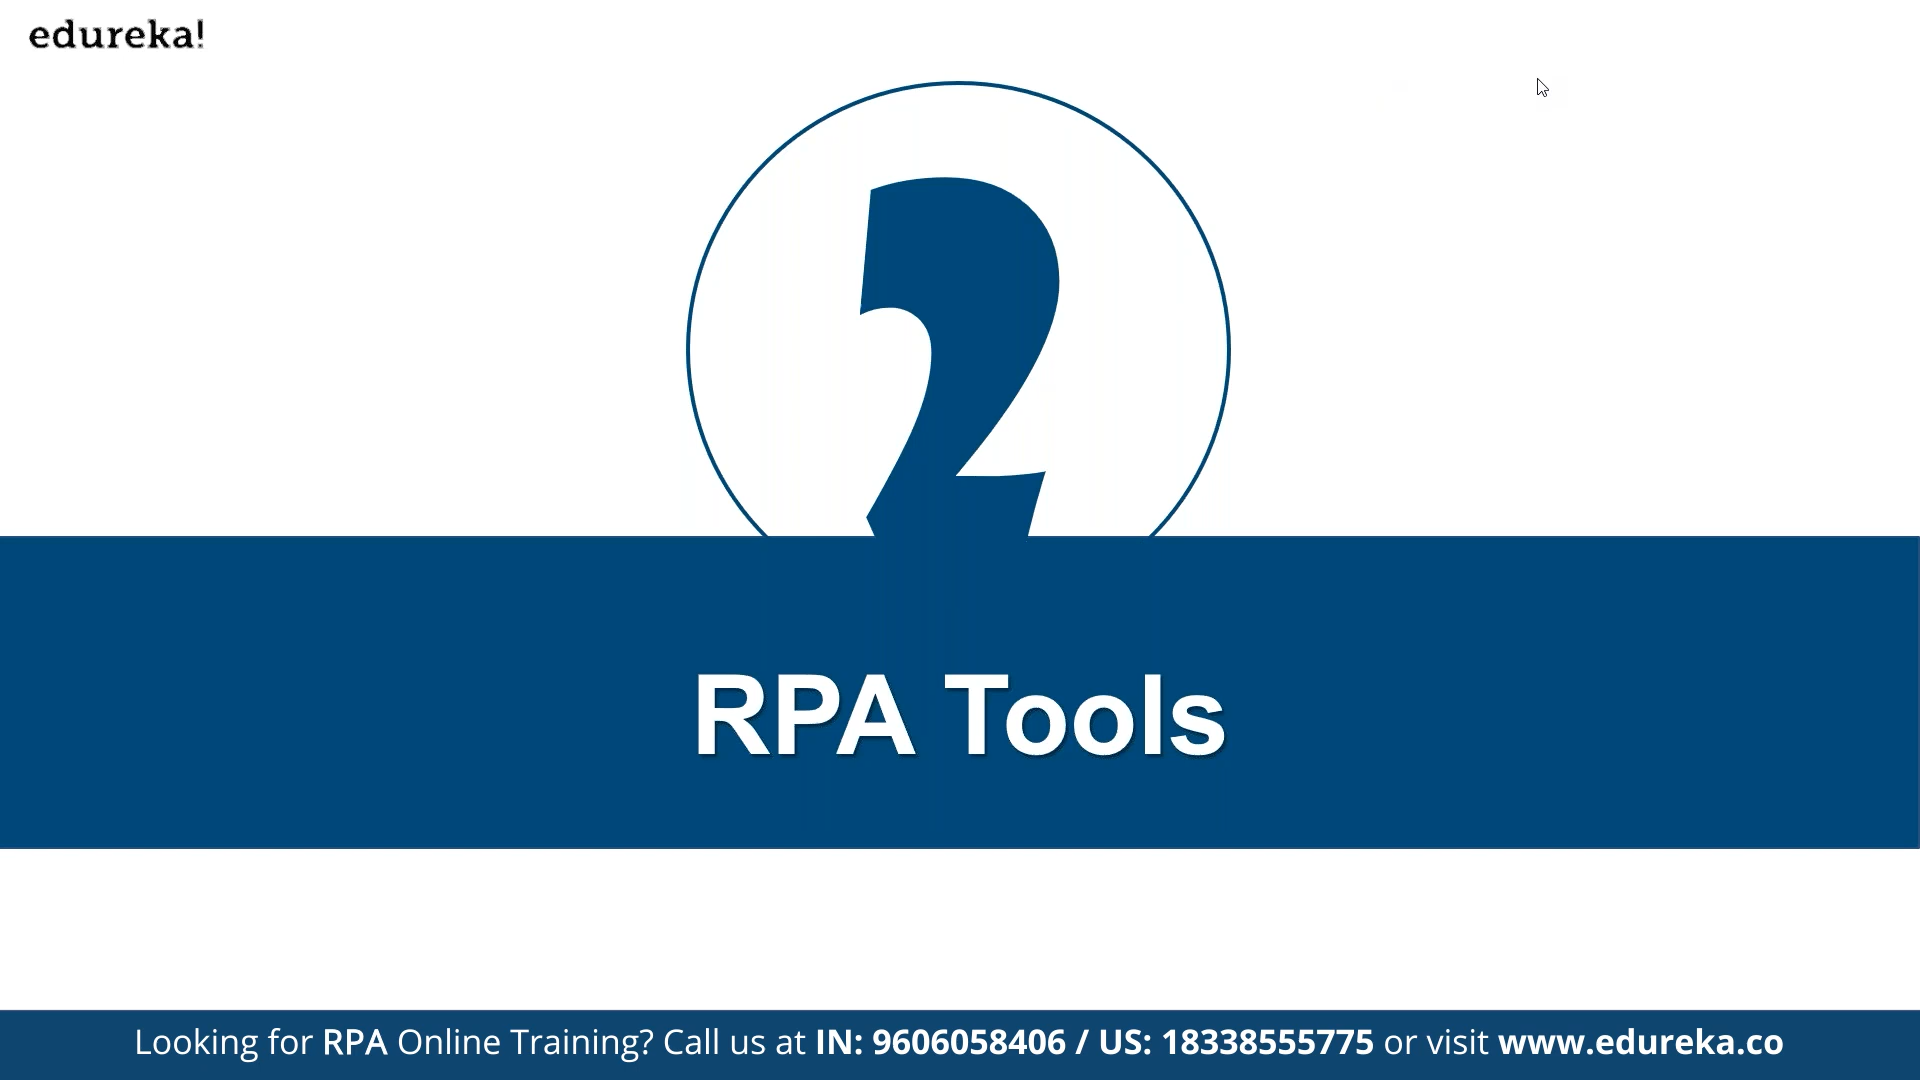 edureka!
2
RPA Tools
Looking for RPA Online Training? Call us at IN: 9606058406 / US: 18338555775 or visit www.edureka.co